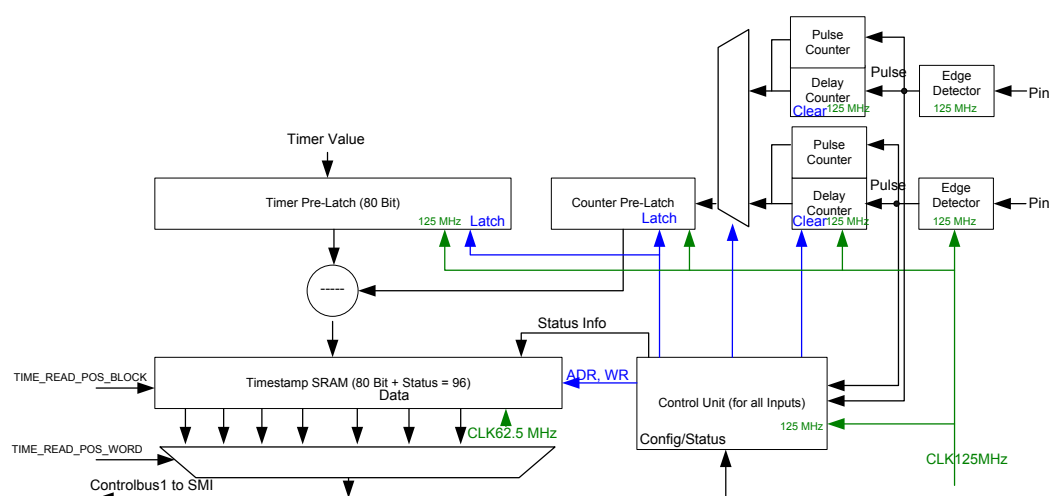 Pulse
Counter
Delay
Counter
Clear
125 MHz
Pulse
Edge
Detector
125 MHz
Pin
Timer Value
Pulse
Counter
Delay
Counter
Clear
125 MHz
Pulse
Edge
Detector
125 MHz
Pin
Timer Pre-Latch (80 Bit)
125 MHz
Latch
Counter Pre-Latch
Latch
-----
Status Info
TIME_READ_POS_BLOCK
Timestamp SRAM (80 Bit + Status = 96)
Data
CLK62.5 MHz
ADR, WR
Control Unit (for all Inputs)
125 MHz
Config/Status
TIME_READ_POS_WORD
CLK125MHz
Controlbus1 to SMI